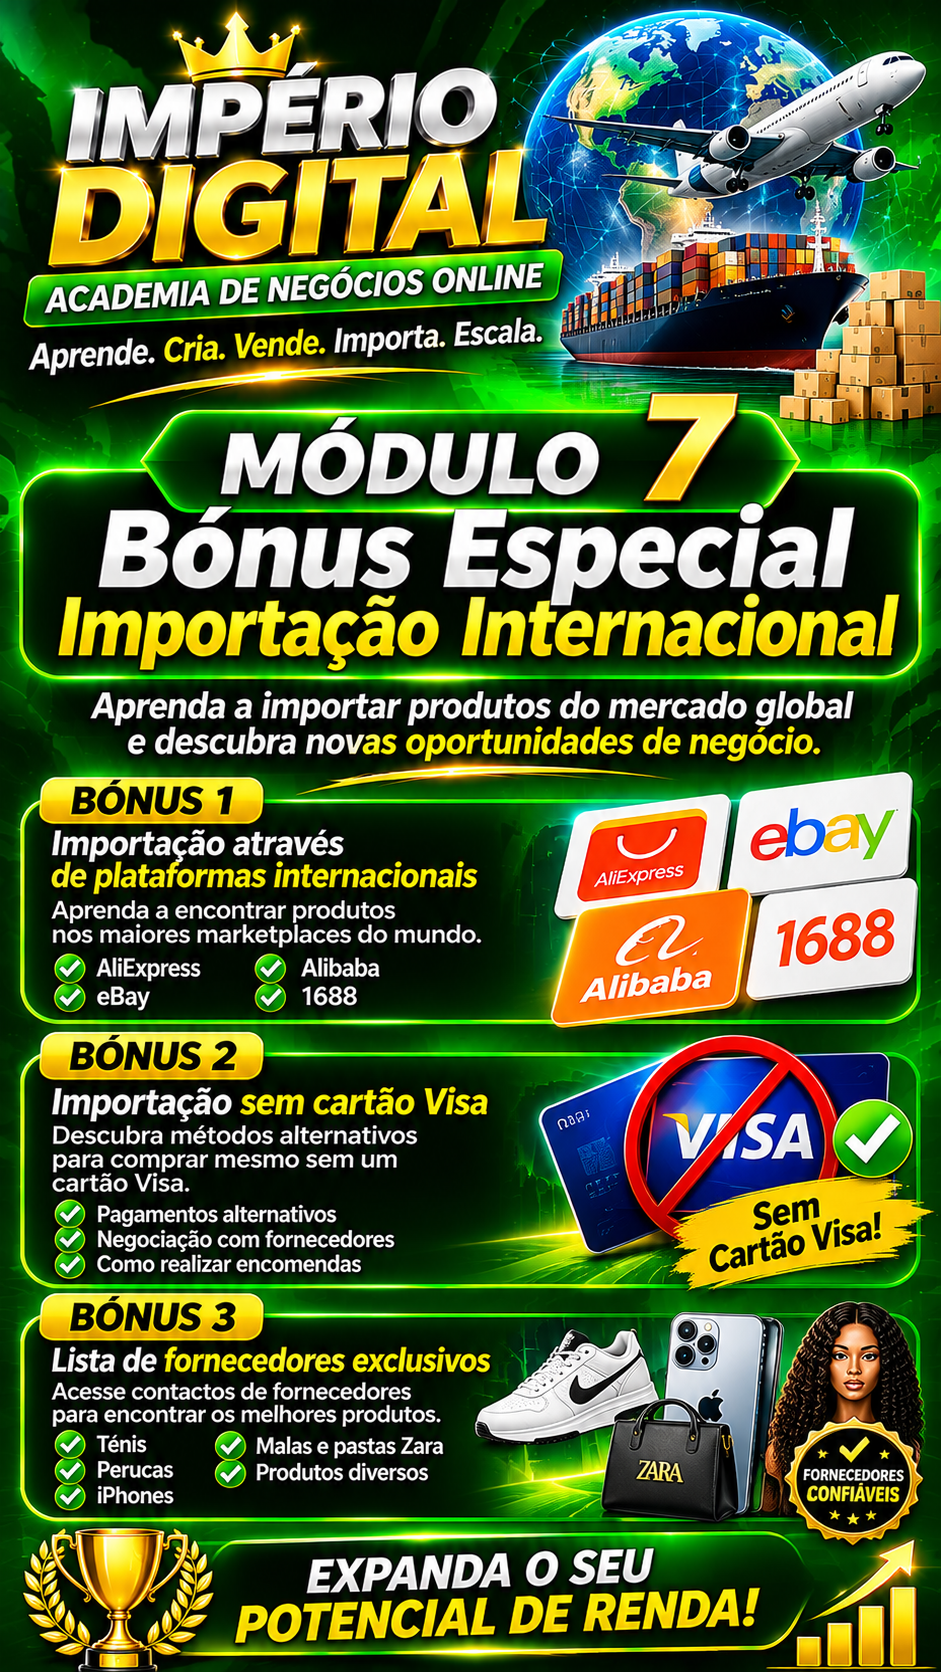 IMPÉRIO
DIGITAL
ACADEMIA DE NEGÓCIOS ONLINE
Aprende. Cria. Vende. Importa. Escala.
MÓDULO 7
Bónus Especial
Importação Internacional
Aprenda a importar produtos do mercado global
e descubra novas oportunidades de negócio.
BÓNUS 1
Importação através
de plataformas internacionais
Aprenda a encontrar produtos
nos maiores marketplaces do mundo.
AliExpress
Alibaba
eBay
1688
AliExpress
ebay
Alibaba
1688
BÓNUS 2
Importação sem cartão Visa
Descubra métodos alternativos
para comprar mesmo sem um
cartão Visa.
Pagamentos alternativos
Negociação com fornecedores
Como realizar encomendas
VISA
Sem
Cartão Visa!
BÓNUS 3
Lista de fornecedores exclusivos
Acesse contactos de fornecedores
para encontrar os melhores produtos.
Ténis
Malas e pastas Zara
Perucas
Produtos diversos
iPhones
ZARA
FORNECEDORES
CONFIÁVEIS
EXPANDA O SEU
POTENCIAL DE RENDA!